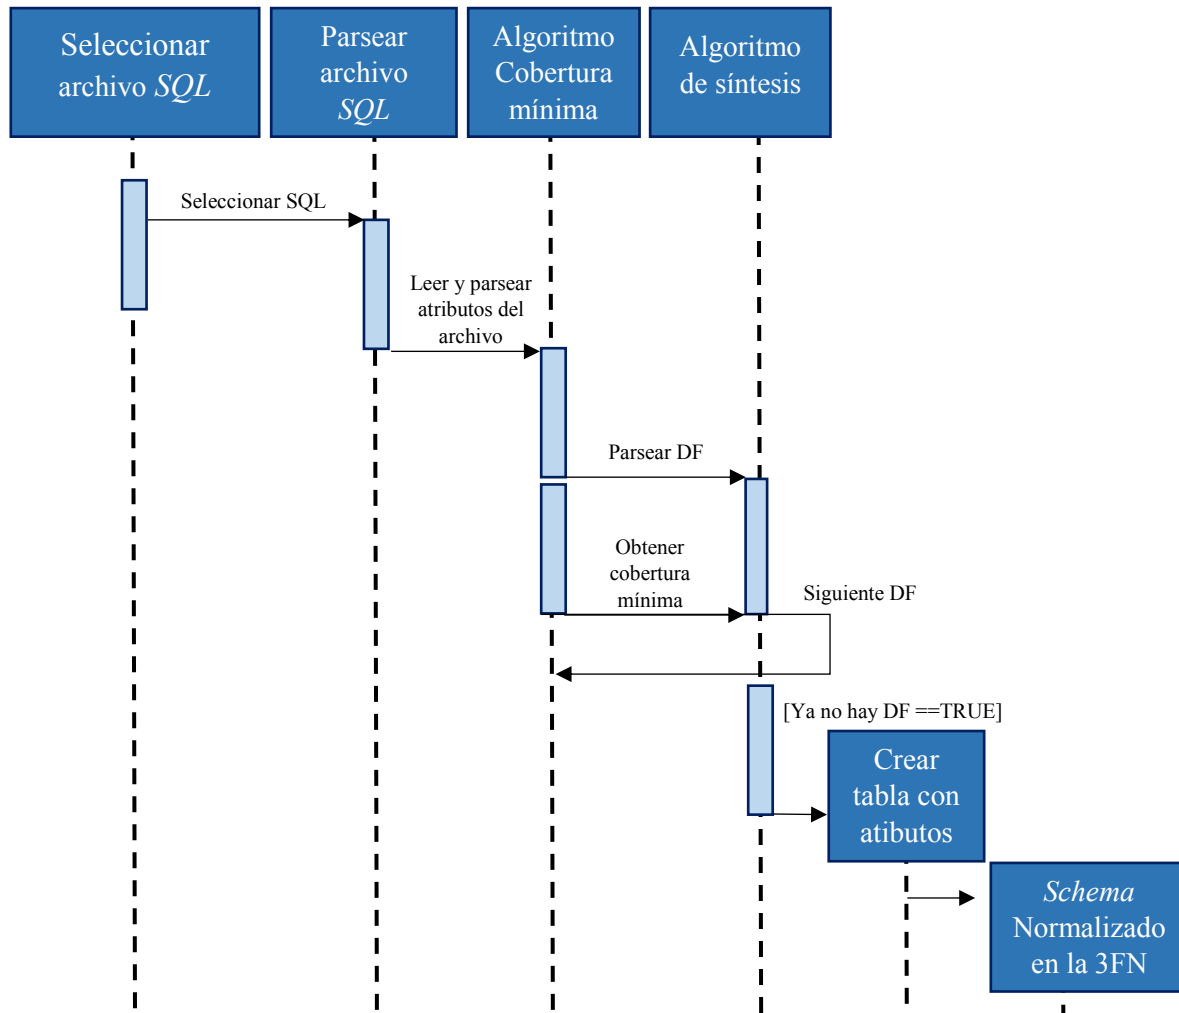 Seleccionar
archivo SQL
Parsear
archivo
SQL
Algoritmo
Cobertura
mínima
Algoritmo
de síntesis
Seleccionar SQL
Leer y parsear
atributos del
archivo
Parsear DF
Obtener
cobertura
mínima
Siguiente DF
[Ya no hay DF ==TRUE]
Crear
tabla con
atibutos
Schema
Normalizado
en la 3FN